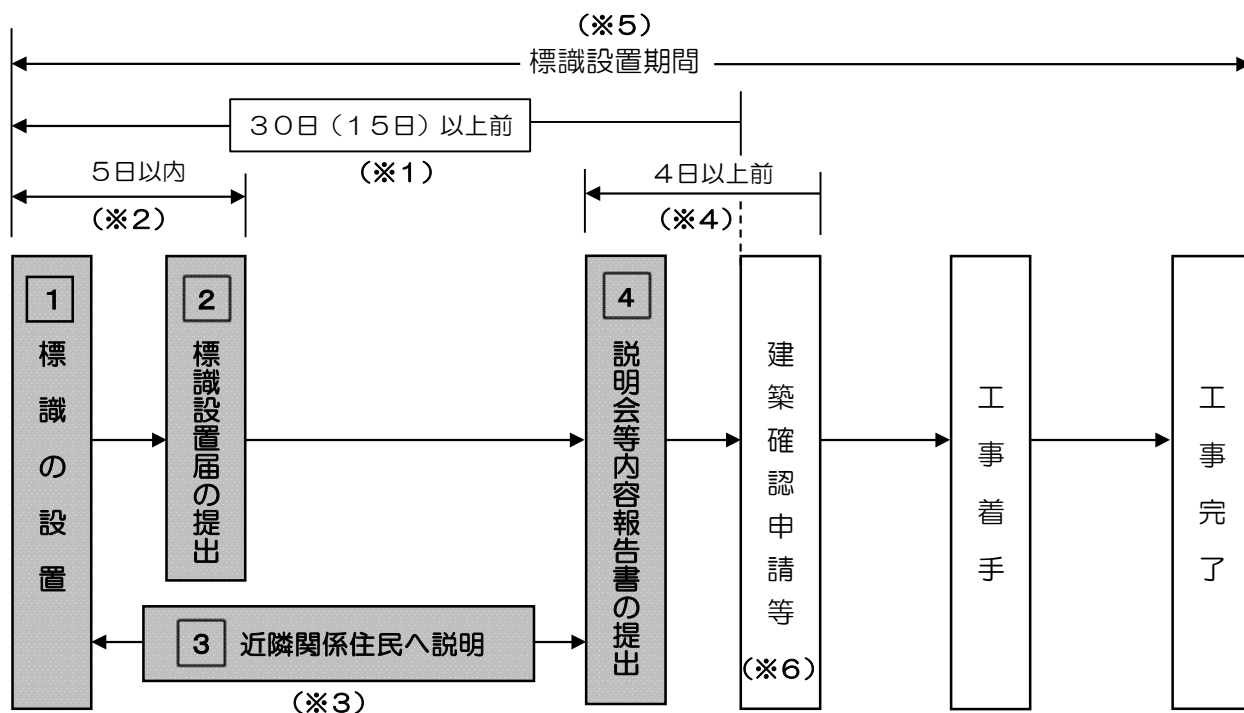 (※5)
標識設置期間
30日(15日)以上前
(※1)
5日以内
(※2)
4日以上前
(※4)
1 標識の設置
2 標識設置届の提出
3 近隣関係住民へ説明
(※3)
4 説明会等内容報告書の提出
建築確認申請等
(※6)
工事着手
工事完了